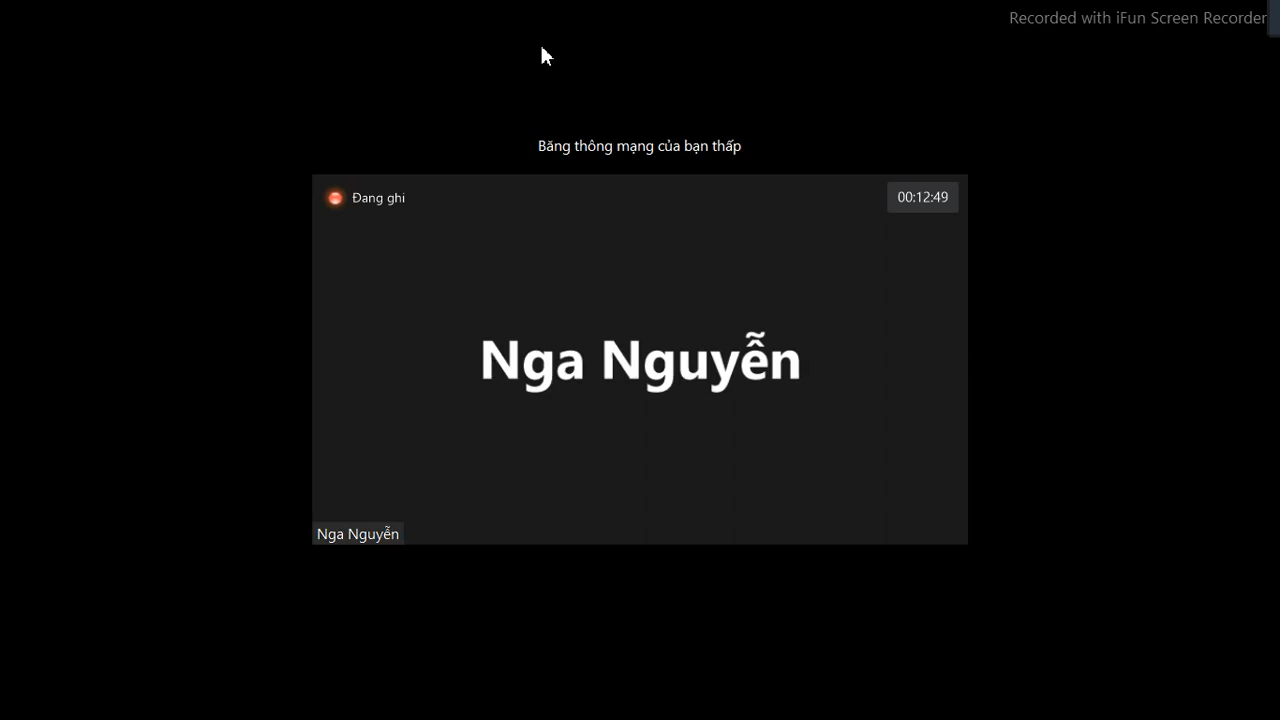 Recorded with iFun Screen Recorder
Băng thông mạng của bạn thấp
Đang ghi
00:12:49
Nga Nguyễn
Nga Nguyễn